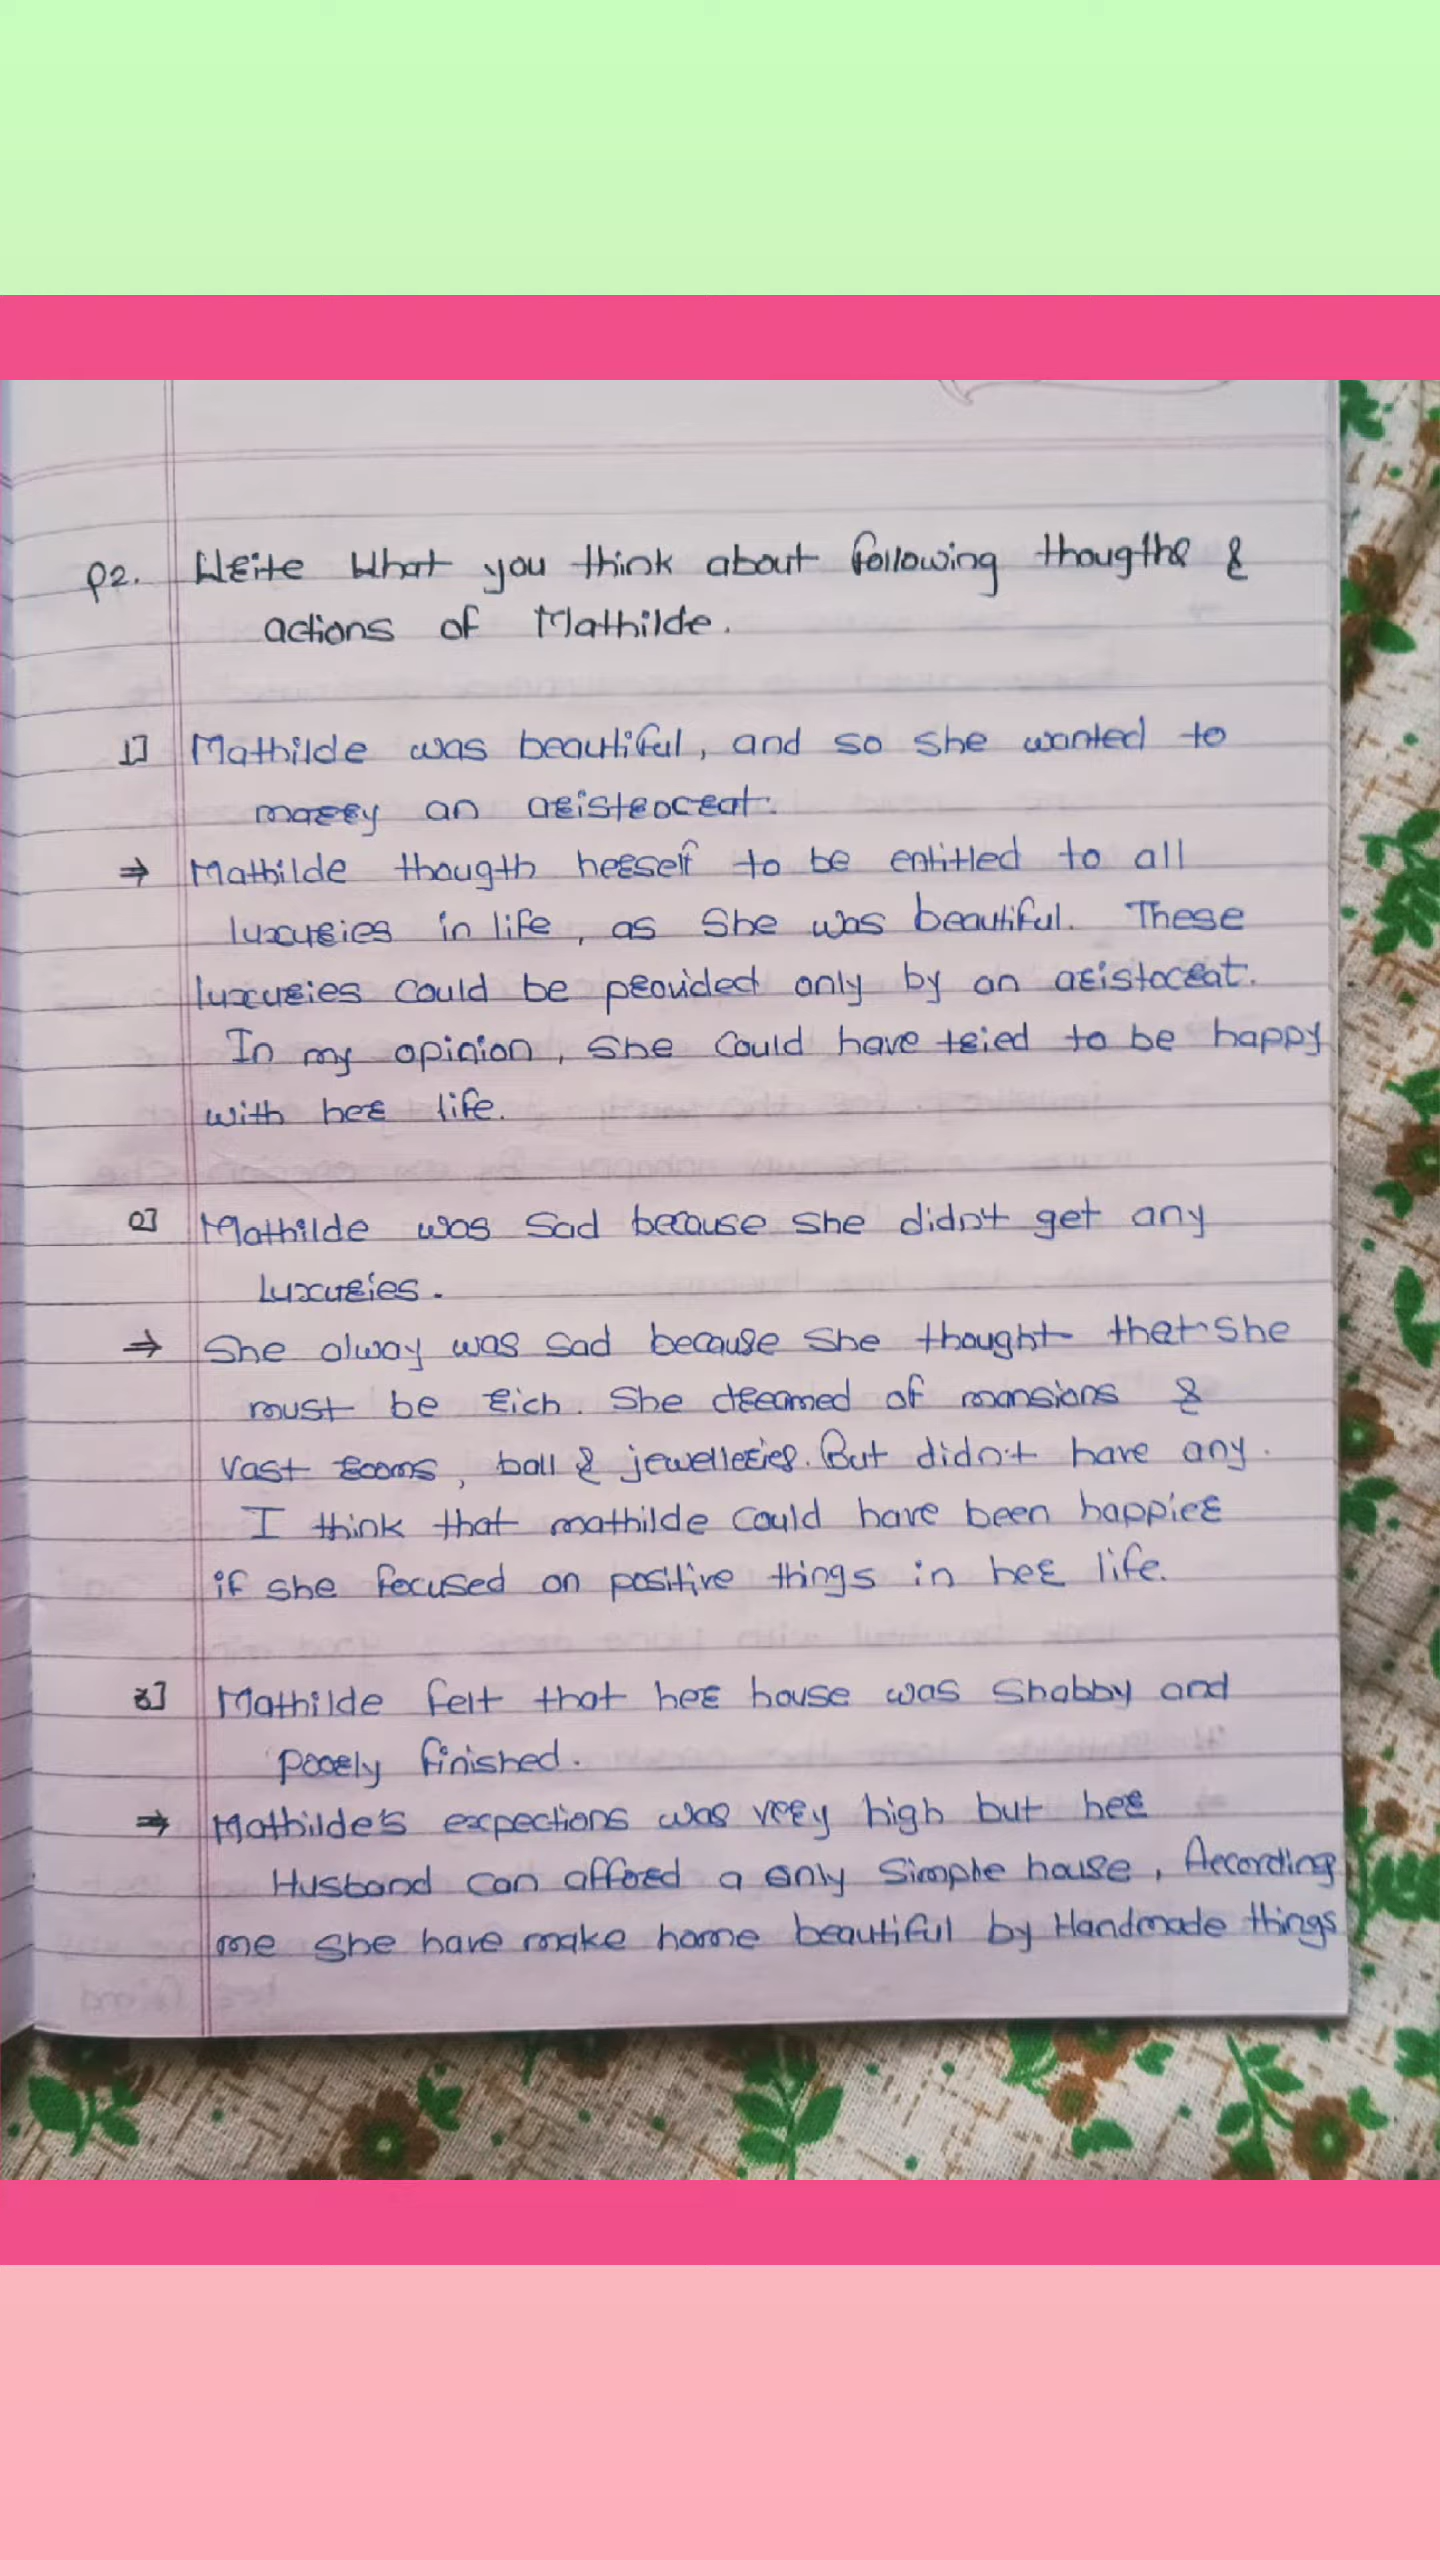 Q2. Write What you think about following thougths &
actions of Mathilde.
1] Mathilde was beautiful, and so she wanted to
marry an aristrocrat.
⇒ Mathilde thougth herself to be entitled to all
luxuries in life, as She was beautiful. These
luxuries could be provided only by an aristocrat.
In my opinion, she could have tried to be happy
with her life.
2] Mathilde was sad because she didn't get any
Luxuries.
⇒ She alway was sad because she thought that she
must be rich. She dreamed of mansions &
Vast rooms, ball & jewelleries. But didn't have any.
I think that mathilde could have been happier
if she focused on positive things in her life.
3] Mathilde felt that her house was Shabby and
poorly finished.
⇒ Mathilde's expections was very high but her
Husband can afford a only Simple house, According
me she have make home beautiful by Handmade things